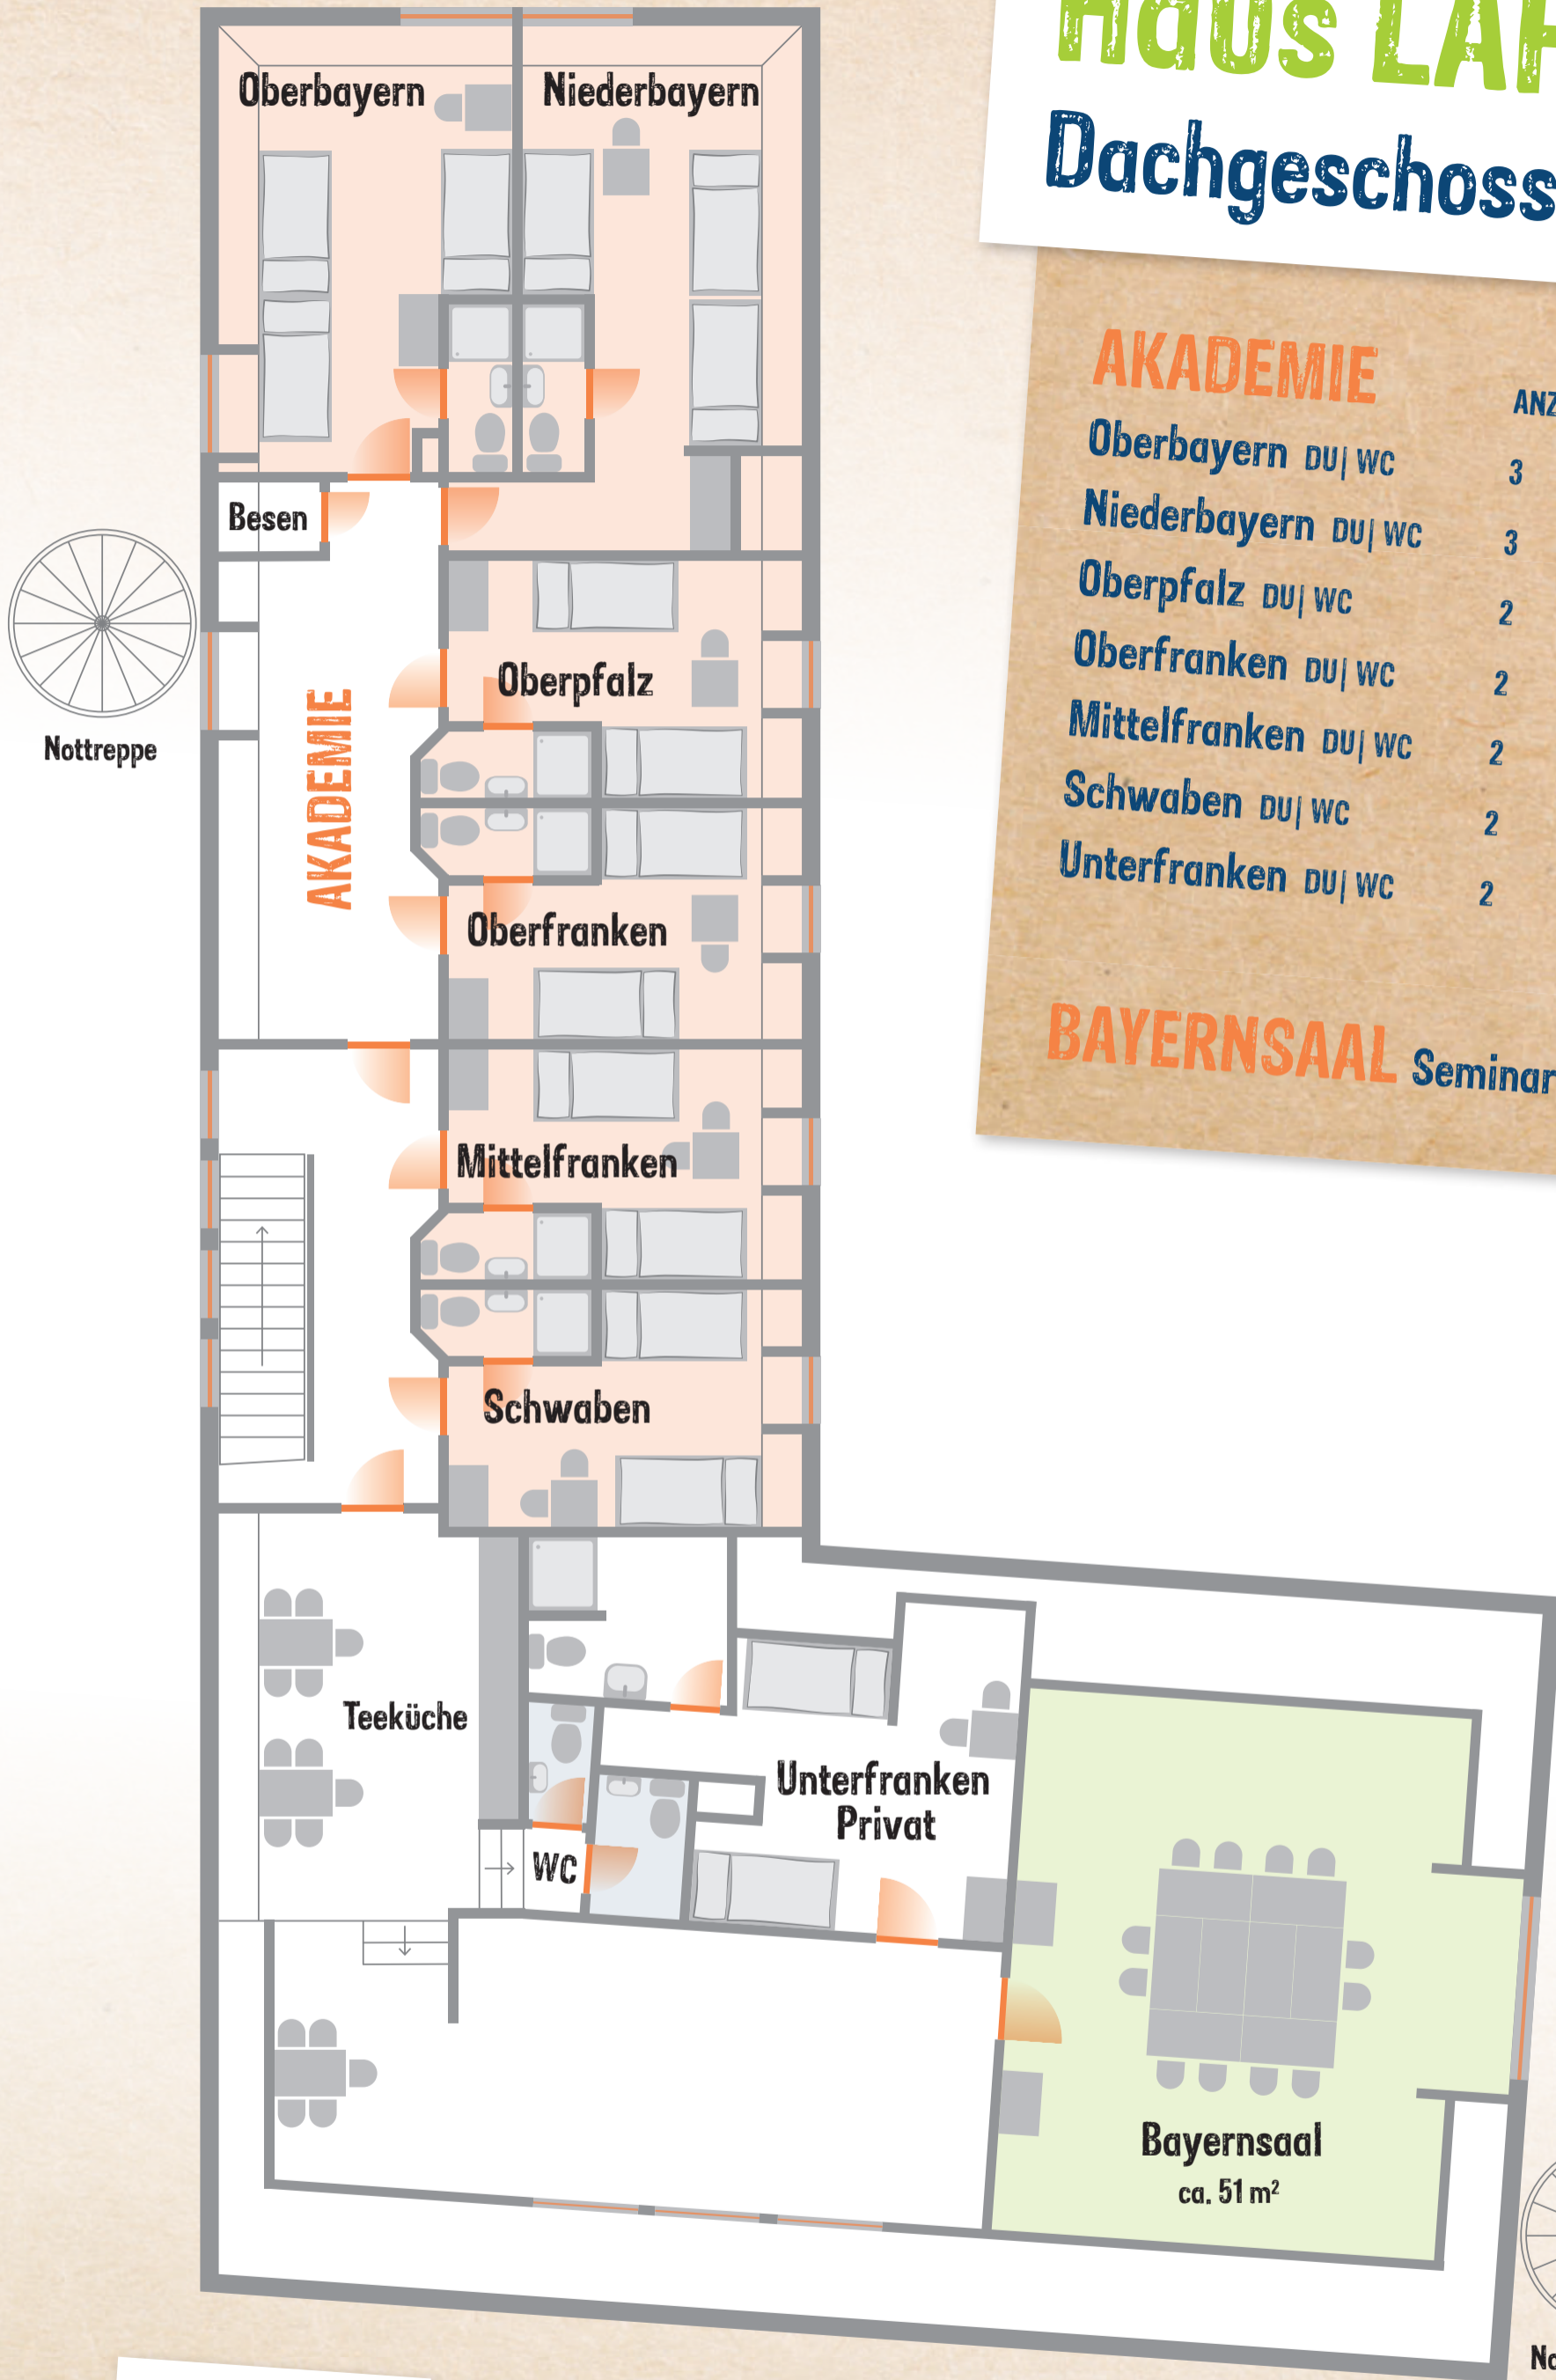 Haus
Dachgeschoss
AKADEMIE
Oberbayern DU| WC 3
Niederbayern DU| WC 3
Oberpfalz DU| WC 2
Oberfranken DU| WC 2
Mittelfranken DU| WC 2
Schwaben DU| WC 2
Unterfranken DU| WC 2
BAYERNSAAL Seminar
Oberbayern
Niederbayern
Besen
Nottreppe
AKADEMIE
Oberpfalz
Oberfranken
Mittelfranken
Schwaben
Teeküche
WC
Unterfranken
Privat
Bayernsaal
ca. 51 m²